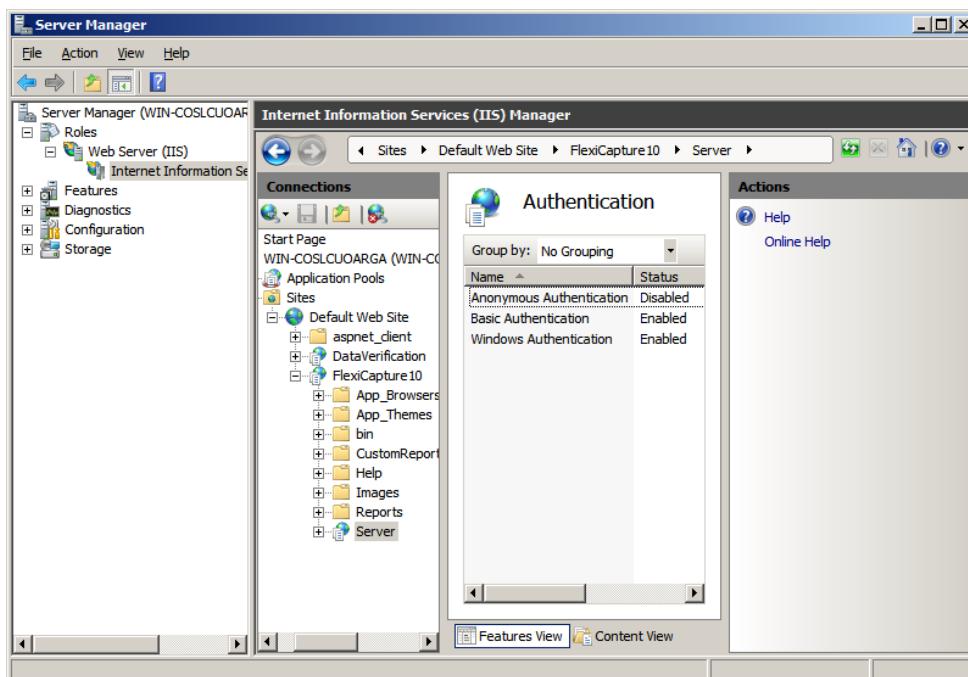 Server Manager
File Action View Help
Server Manager (WIN-COSLCUOAR
Roles
Web Server (IIS)
Internet Information Se
Features
Diagnostics
Configuration
Storage
Internet Information Services (IIS) Manager
Sites Default Web Site FlexiCapture10 Server
Connections
Start Page
WIN-COSLCUOARGA (WIN-CO
Application Pools
Sites
Default Web Site
aspnet_client
DataVerification
FlexiCapture10
App_Browsers
App_Themes
bin
CustomReport
Help
Images
Reports
Server
Authentication
Group by: No Grouping
Name Status
Anonymous Authentication Disabled
Basic Authentication Enabled
Windows Authentication Enabled
Features View Content View
Actions
Help
Online Help